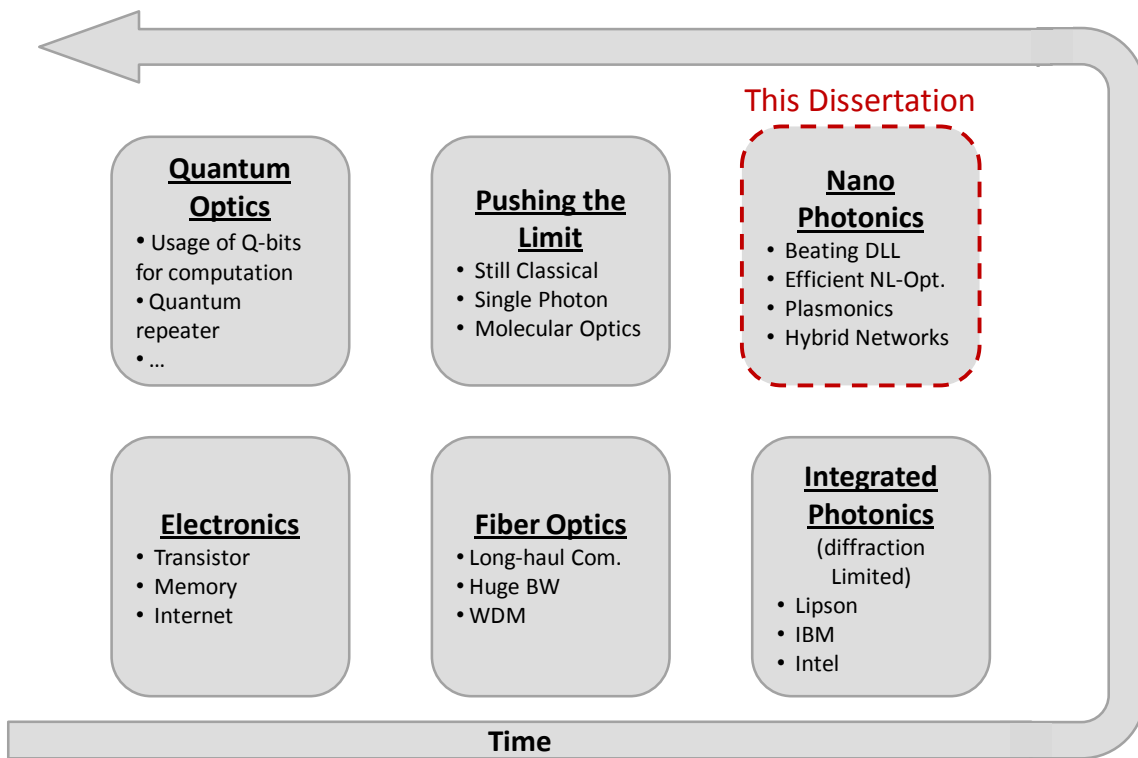 This Dissertation
Quantum
Optics
• Usage of Q-bits
for computation
• Quantum
repeater
• ...
Pushing the
Limit
• Still Classical
• Single Photon
• Molecular Optics
Nano
Photonics
• Beating DLL
• Efficient NL-Opt.
• Plasmonics
• Hybrid Networks
Electronics
• Transistor
• Memory
• Internet
Fiber Optics
• Long-haul Com.
• Huge BW
• WDM
Integrated
Photonics
(diffraction
Limited)
• Lipson
• IBM
• Intel
Time